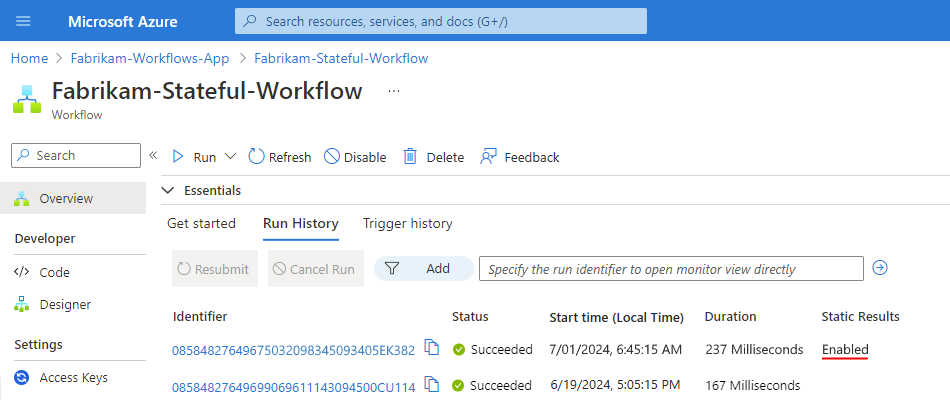 Microsoft Azure
Search resources, services, and docs (G+/)
Home > Fabrikam-Workflows-App > Fabrikam-Stateful-Workflow
Fabrikam-Stateful-Workflow ...
Workflow
Search «
Run Refresh Disable Delete Feedback
Essentials
Overview
Get started Run History Trigger history
Developer
Code
Designer
Settings
Access Keys
Resubmit Cancel Run Add Specify the run identifier to open monitor view directly
Identifier Status Start time (Local Time) Duration Static Results
08584827649675032098345093405EK382 Succeeded 7/01/2024, 6:45:15 AM 237 Milliseconds Enabled
08584827649699069611143094500CU114 Succeeded 6/19/2024, 5:05:15 PM 167 Milliseconds